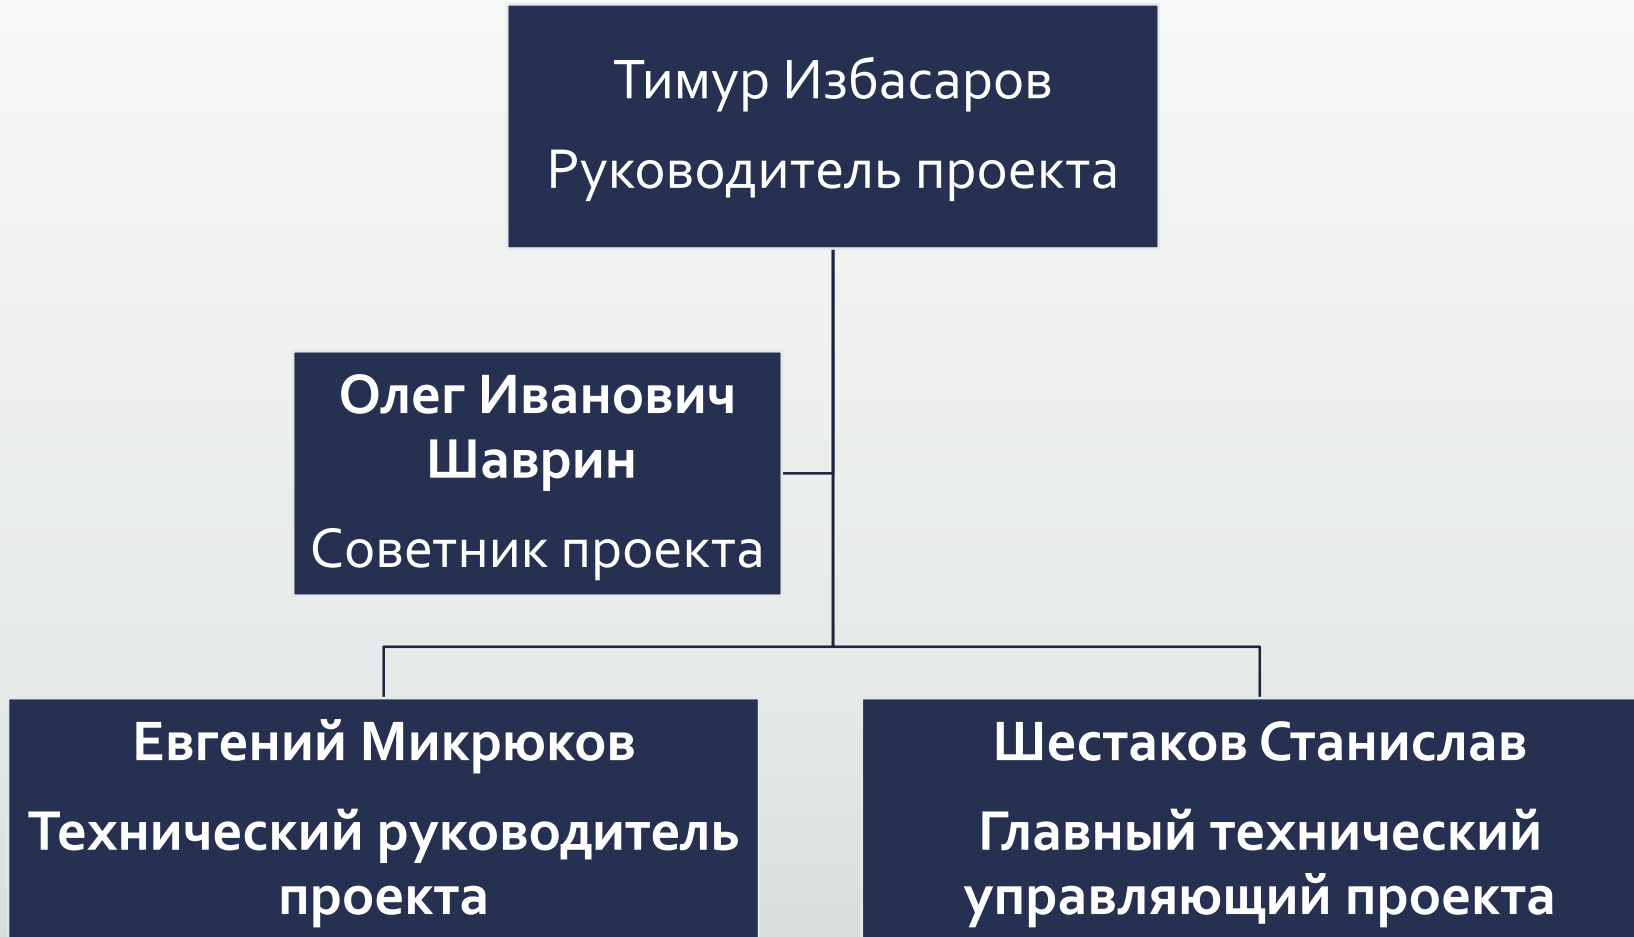 Тимур Избасаров
Руководитель проекта
Олег Иванович
Шаврин
Советник проекта
Евгений Микрюков
Технический руководитель
проекта
Шестаков Станислав
Главный технический
управляющий проекта